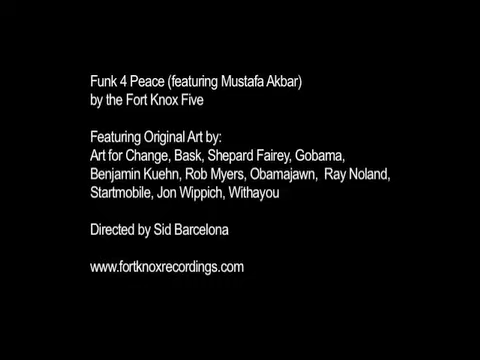 Funk 4 Peace (featuring Mustafa Akbar)
by the Fort Knox Five
Featuring Original Art by:
Art for Change, Bask, Shepard Fairey, Gobama,
Benjamin Kuehn, Rob Myers, Obamajawn, Ray Noland,
Startmobile, Jon Wippich, Withayou
Directed by Sid Barcelona
www.fortknoxrecordings.com